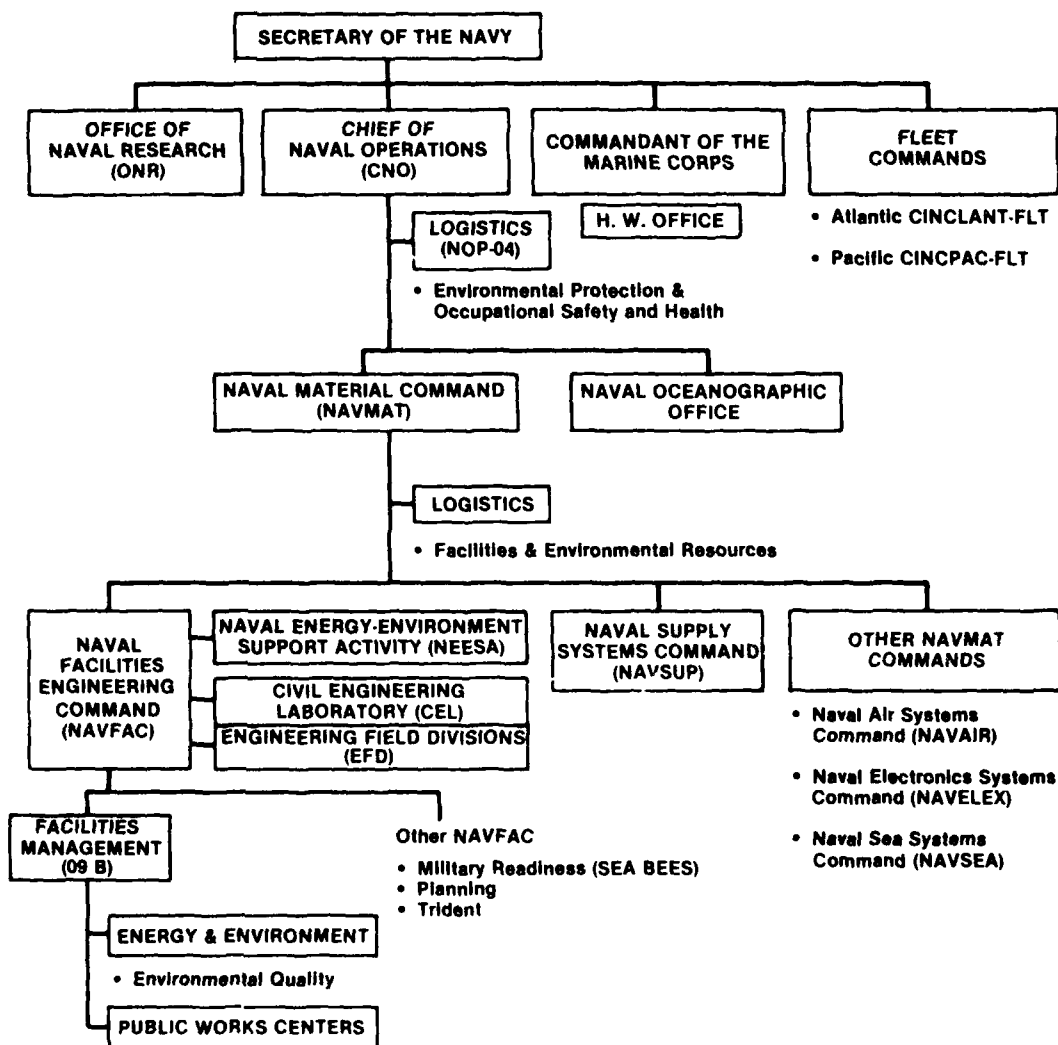 SECRETARY OF THE NAVY
OFFICE OF
NAVAL RESEARCH
(ONR)
CHIEF OF
NAVAL OPERATIONS
(CNO)
COMMANDANT OF THE
MARINE CORPS
FLEET
COMMANDS
H. W. OFFICE
• Atlantic CINCLANT-FLT
• Pacific CINCPAC-FLT
LOGISTICS
(NOP-04)
• Environmental Protection &
Occupational Safety and Health
NAVAL MATERIAL COMMAND
(NAVMAT)
NAVAL OCEANOGRAPHIC
OFFICE
LOGISTICS
• Facilities & Environmental Resources
NAVAL
FACILITIES
ENGINEERING
COMMAND
(NAVFAC)
NAVAL ENERGY-ENVIRONMENT
SUPPORT ACTIVITY (NEESA)
CIVIL ENGINEERING
LABORATORY (CEL)
ENGINEERING FIELD DIVISIONS
(EFD)
NAVAL SUPPLY
SYSTEMS COMMAND
(NAVSUP)
OTHER NAVMAT
COMMANDS
• Naval Air Systems
Command (NAVAIR)
• Naval Electronics Systems
Command (NAVELEX)
• Naval Sea Systems
Command (NAVSEA)
FACILITIES
MANAGEMENT
(09 B)
Other NAVFAC
• Military Readiness (SEA BEES)
• Planning
• Trident
ENERGY & ENVIRONMENT
• Environmental Quality
PUBLIC WORKS CENTERS